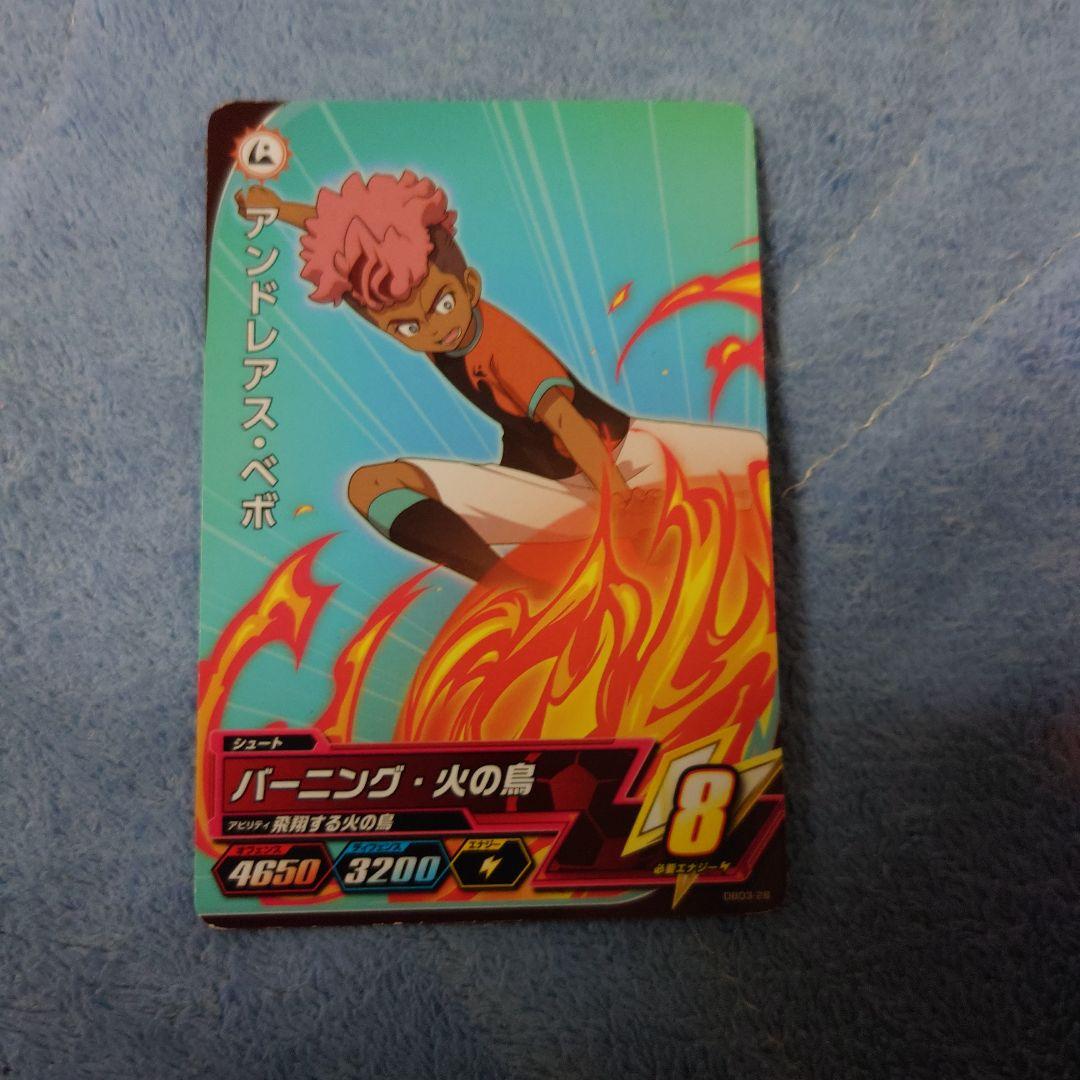 アンドレアス・ベボ
シュート
バーニング・火の鳥
アビリティ 飛翔する火の鳥
オフェンス
4650
ディフェンス
3200
エナジー
8
必要エナジー
DB03-28